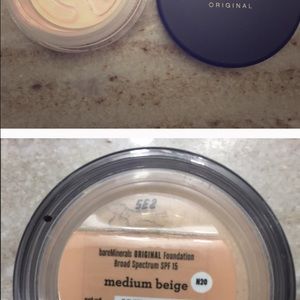 ORIGINAL
bareMinerals ORIGINAL Foundation
Broad Spectrum SPF 15
medium beige N20